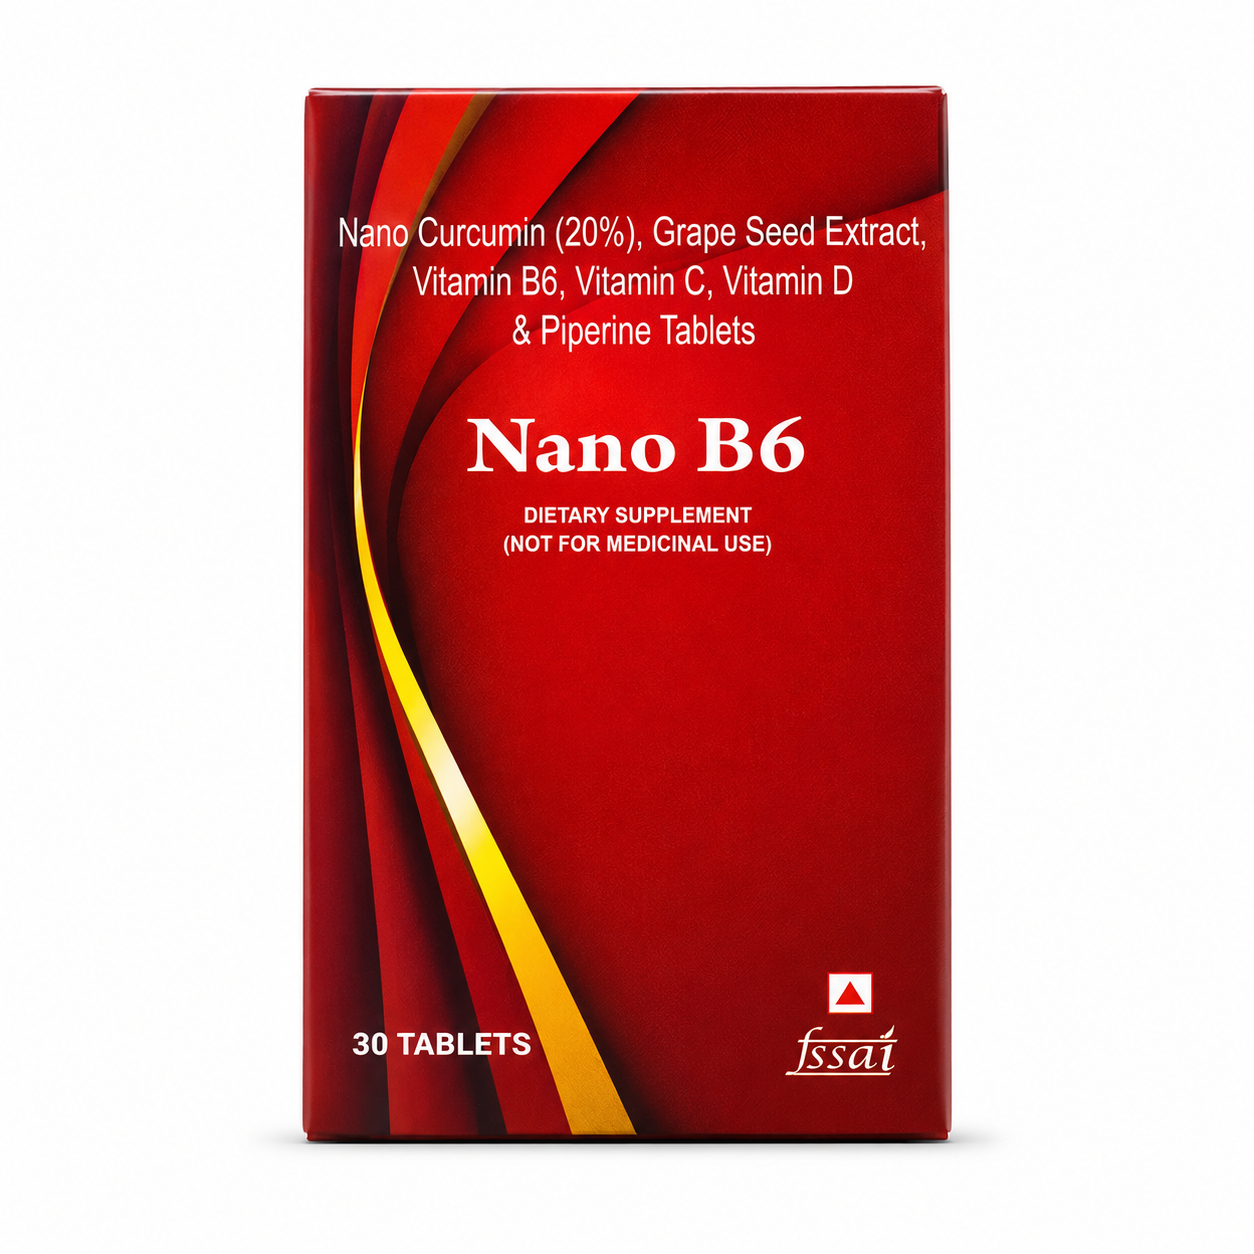 Nano Curcumin (20%), Grape Seed Extract,
Vitamin B6, Vitamin C, Vitamin D
& Piperine Tablets
Nano B6
DIETARY SUPPLEMENT
(NOT FOR MEDICINAL USE)
30 TABLETS
fssai